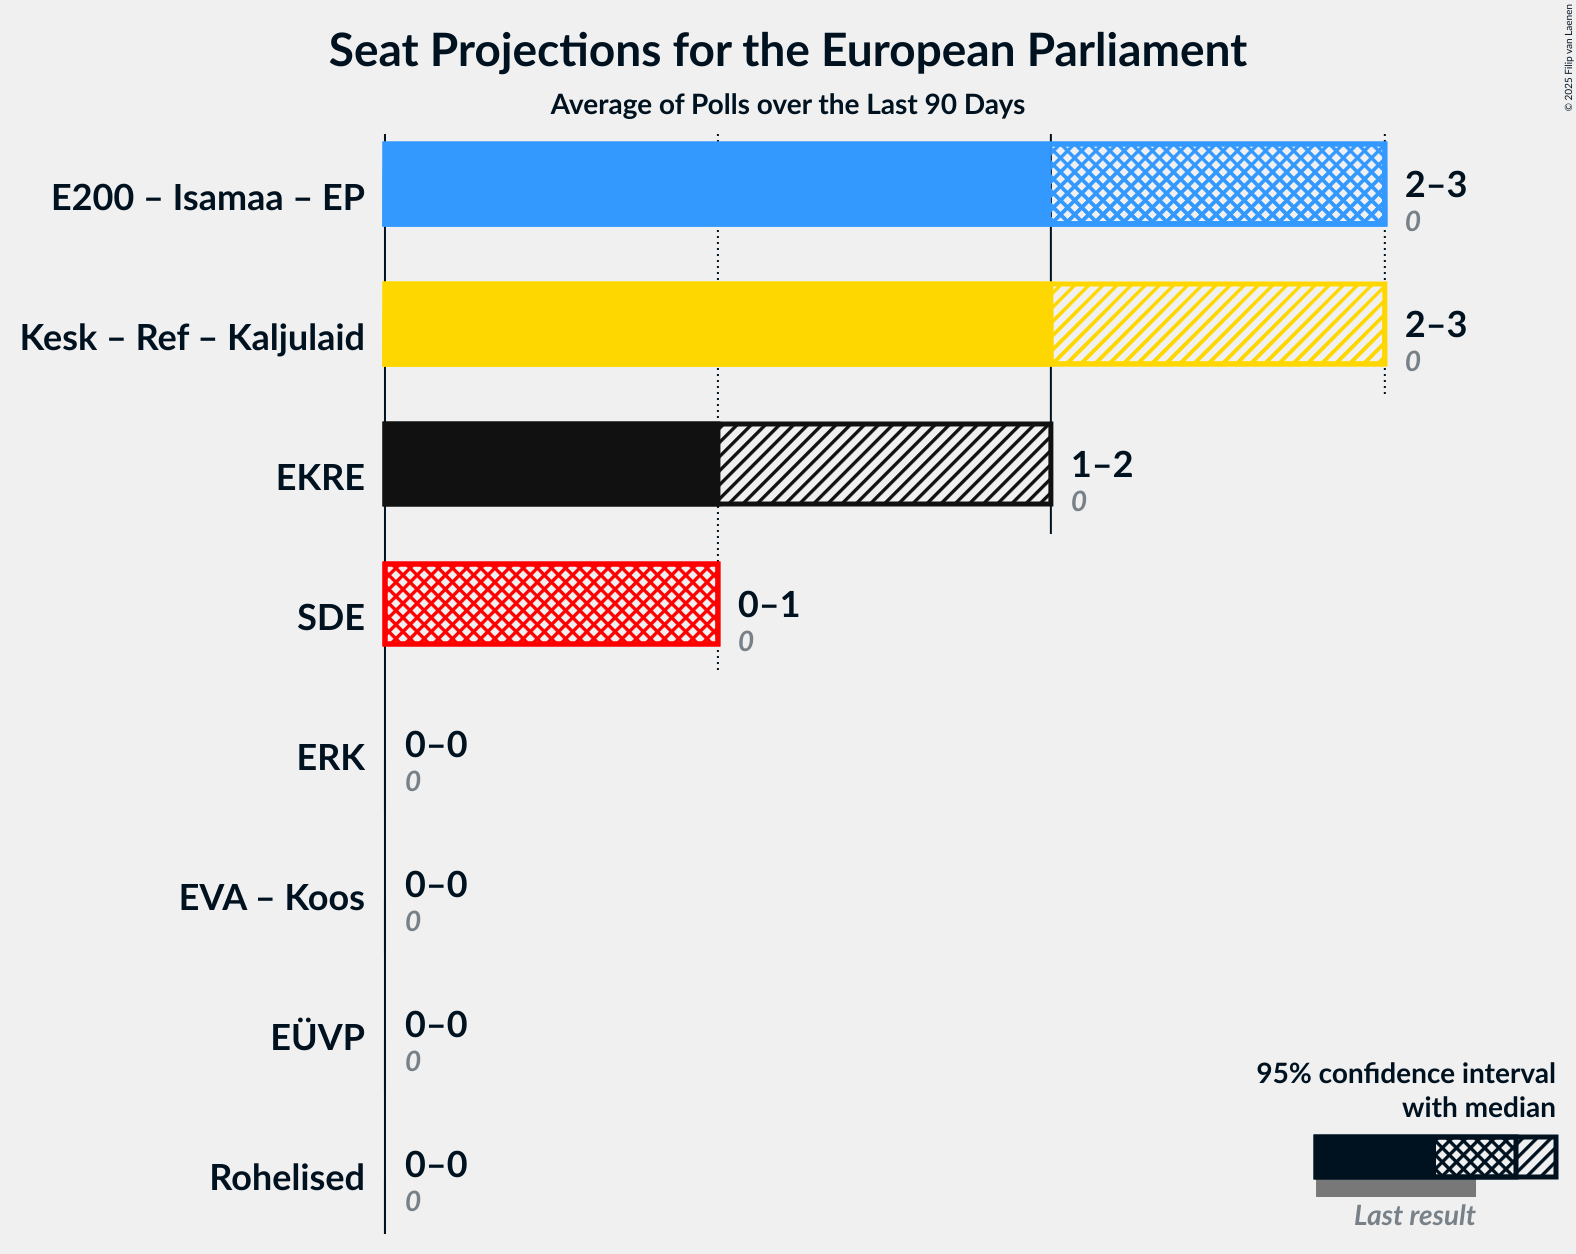 Seat Projections for the European Parliament
Average of Polls over the Last 90 Days
© 2025 Filip van Laenen
E200 – Isamaa – EP
2–3
0
Kesk – Ref – Kaljulaid
2–3
0
EKRE
1–2
0
SDE
0–1
0
ERK
0–0
0
EVA – Koos
0–0
0
EÜVP
0–0
0
Rohelised
0–0
0
95% confidence interval
with median
Last result